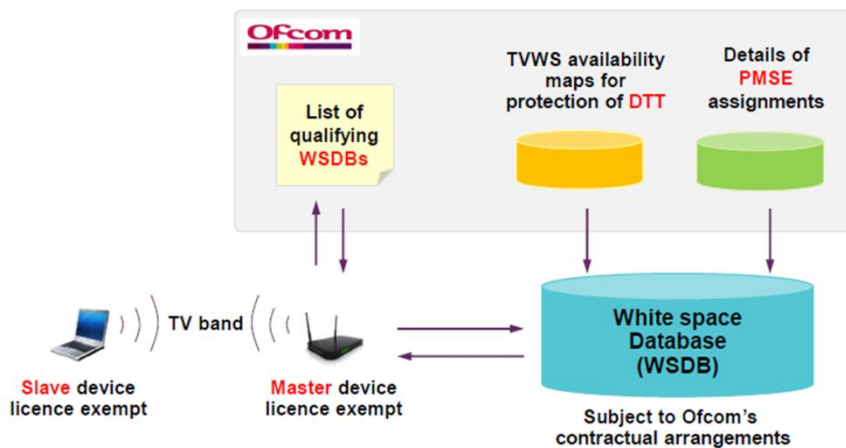 Ofcom
TVWS availability
maps for
protection of DTT
Details of
PMSE
assignments
List of
qualifying
WSDBs
TV band
White space
Database
(WSDB)
Slave device
licence exempt
Master device
licence exempt
Subject to Ofcom's
contractual arrangements